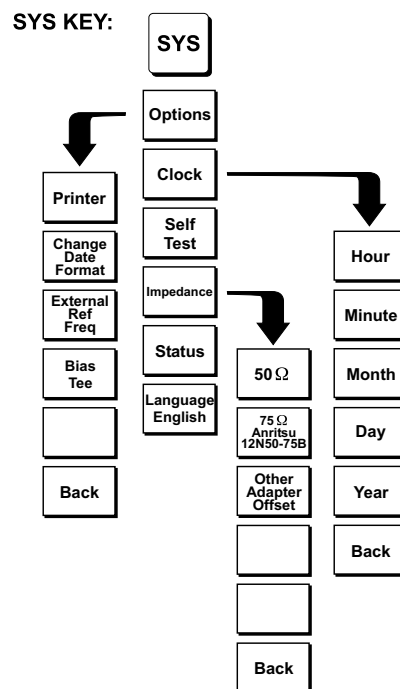 SYS KEY:
SYS
Options
Clock
Self
Test
Impedance
Status
Language
English
Printer
Change
Date
Format
External
Ref
Freq
Bias
Tee
Back
50 Ω
75 Ω
Anritsu
12N50-75B
Other
Adapter
Offset
Back
Hour
Minute
Month
Day
Year
Back